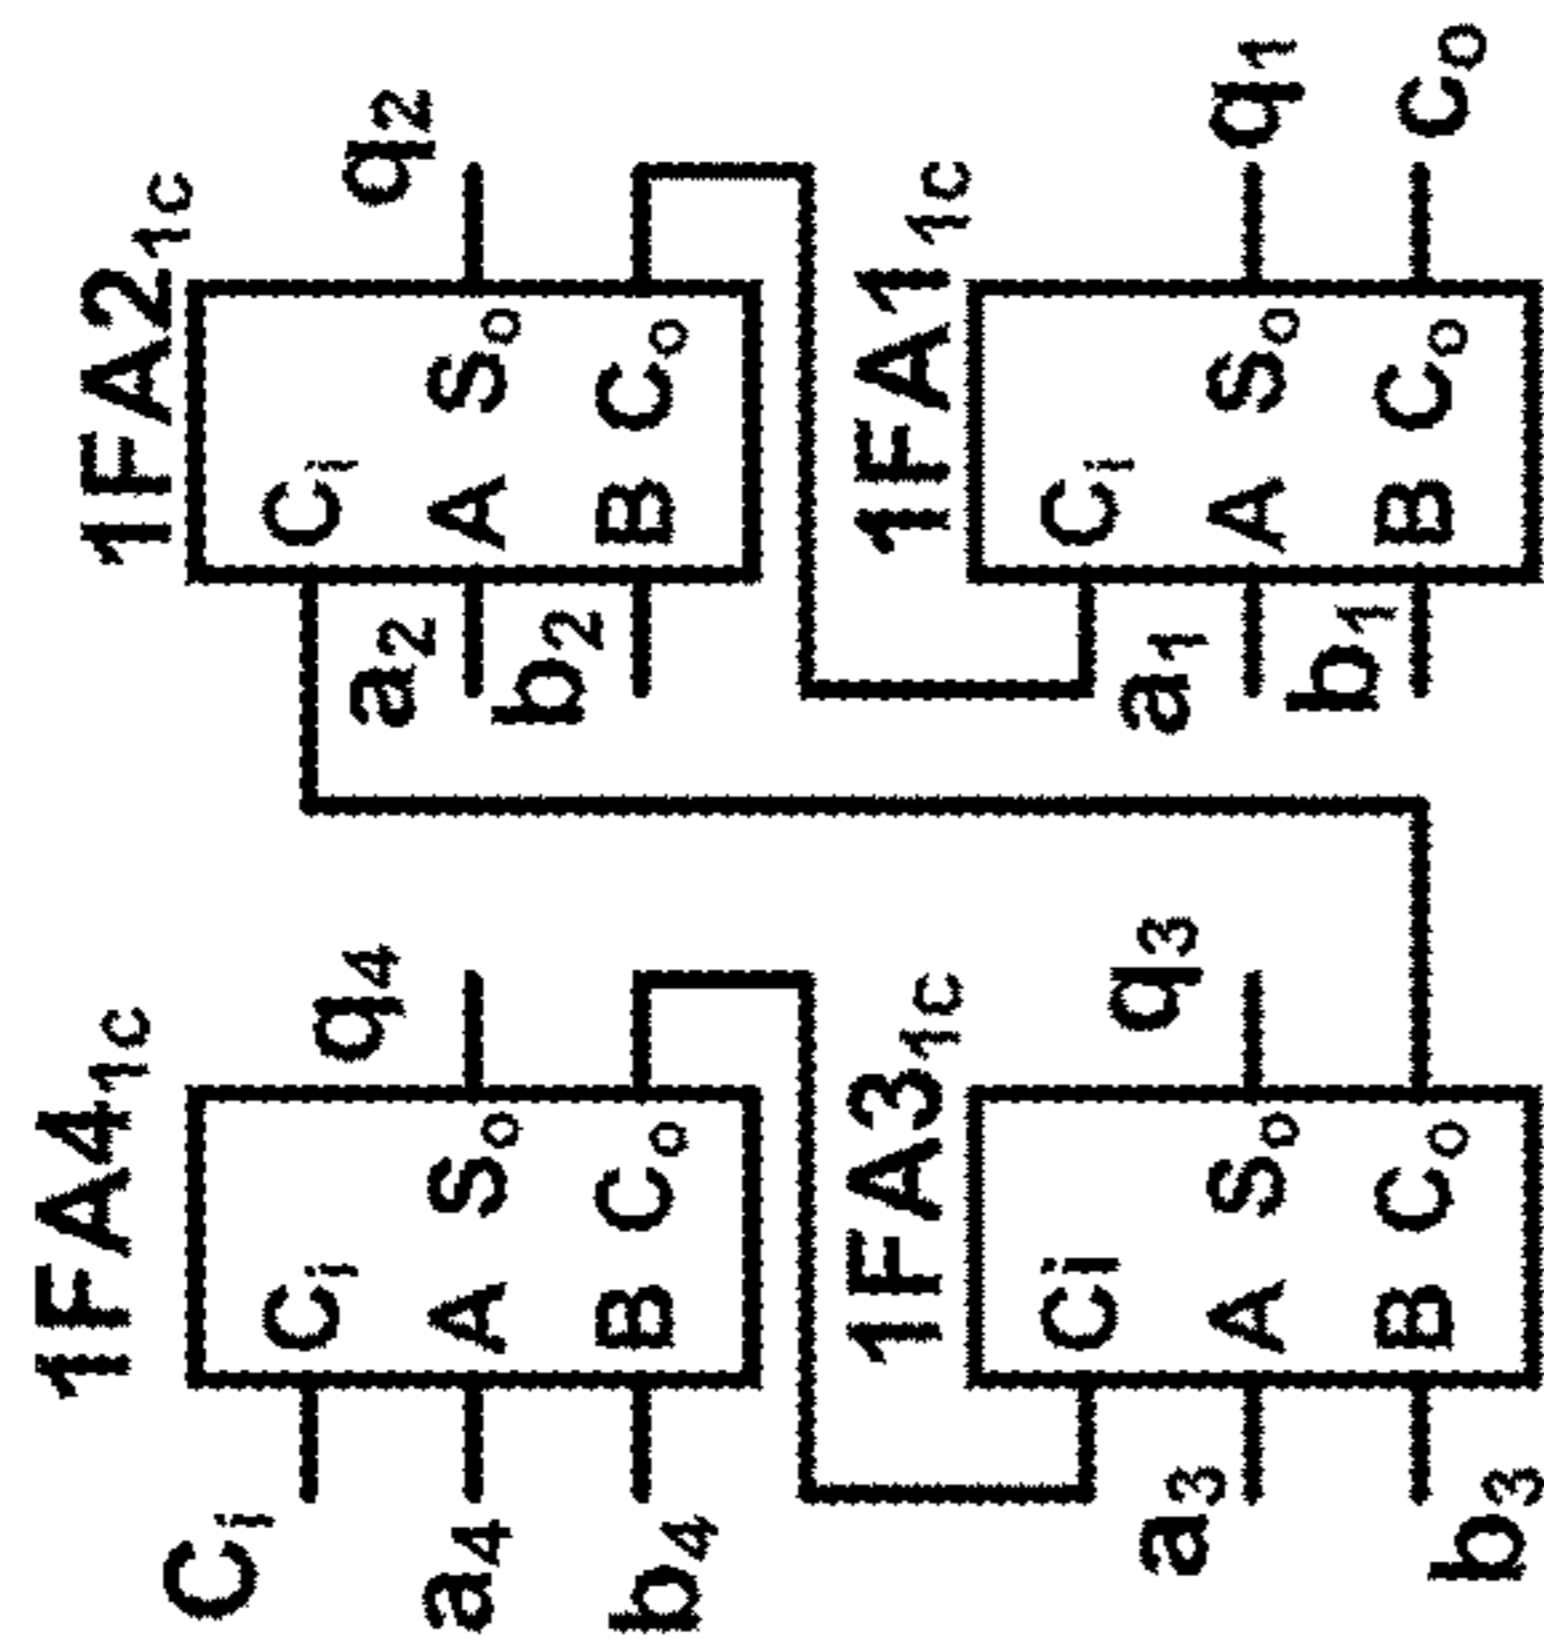 1FA4₁c
Cᵢ Cᵢ
a₄ A Sₒ q₄
b₄ B Cₒ
1FA2₁c
Cᵢ
a₂ A Sₒ q₂
b₂ B Cₒ
1FA3₁c
Ci
a₃ A Sₒ q₃
b₃ B Cₒ
1FA1₁c
Cᵢ
a₁ A Sₒ q₁
b₁ B Cₒ cₒ